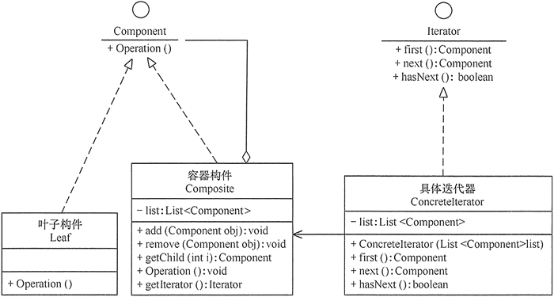 Component
+ Operation ()
Iterator
+ first (): Component
+ next (): Component
+ hasNext (): boolean
叶子构件
Leaf
+ Operation ()
容器构件
Composite
- list: List <Component>
+ add (Component obj): void
+ remove (Component obj): void
+ getChild (int i): Component
+ Operation (): void
+ getIterator (): Iterator
具体迭代器
ConcreteIterator
- list: List <Component>
+ ConcreteIterator (List <Component>list)
+ first (): Component
+ next (): Component
+ hasNext (): boolean